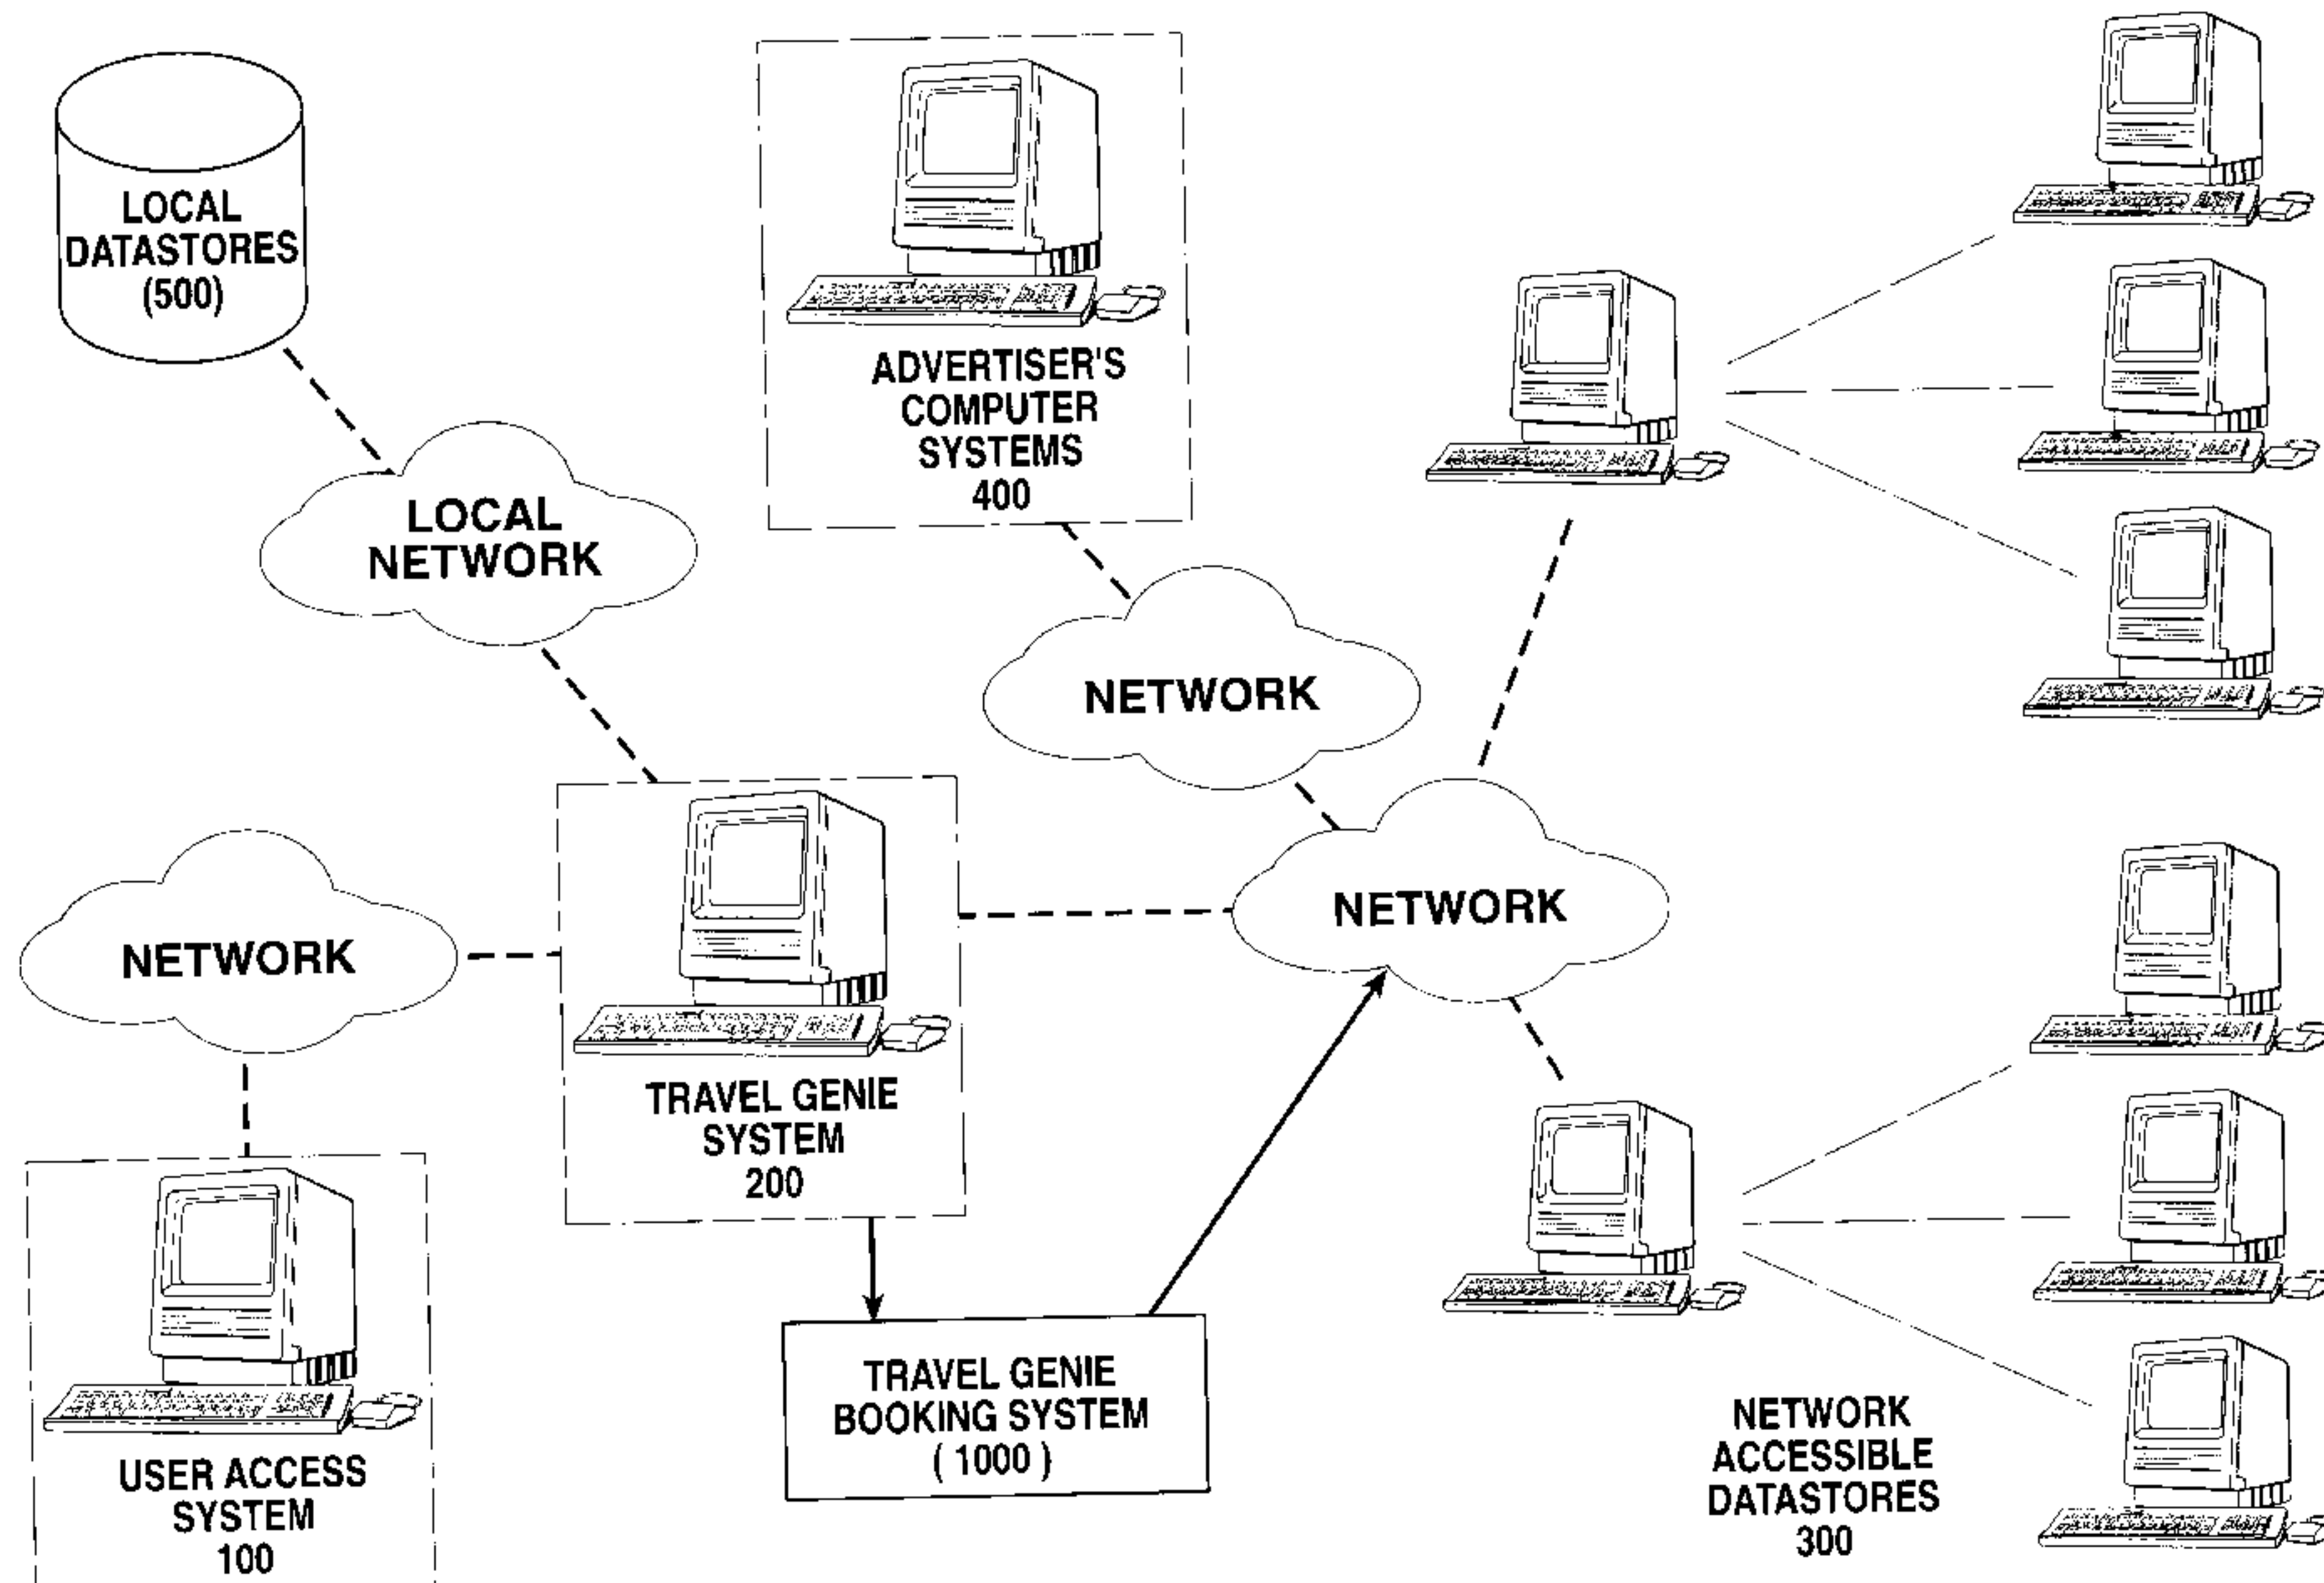 LOCAL
DATASTORES
(500)
ADVERTISER'S
COMPUTER
SYSTEMS
400
LOCAL
NETWORK
NETWORK
NETWORK
NETWORK
TRAVEL GENIE
SYSTEM
200
USER ACCESS
SYSTEM
100
TRAVEL GENIE
BOOKING SYSTEM
( 1000 )
NETWORK
ACCESSIBLE
DATASTORES
300